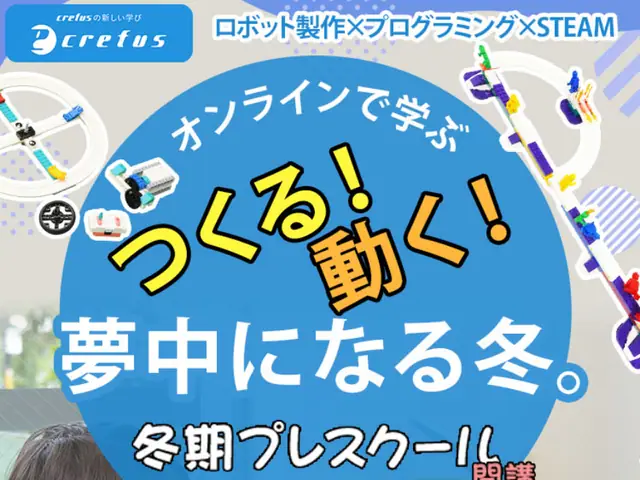 crefusの新しい学び
crefus
ロボット製作×プログラミング×STEAM
オンラインで学ぶ
つくる!
動く!
夢中になる冬。
冬期プレスクール
開講